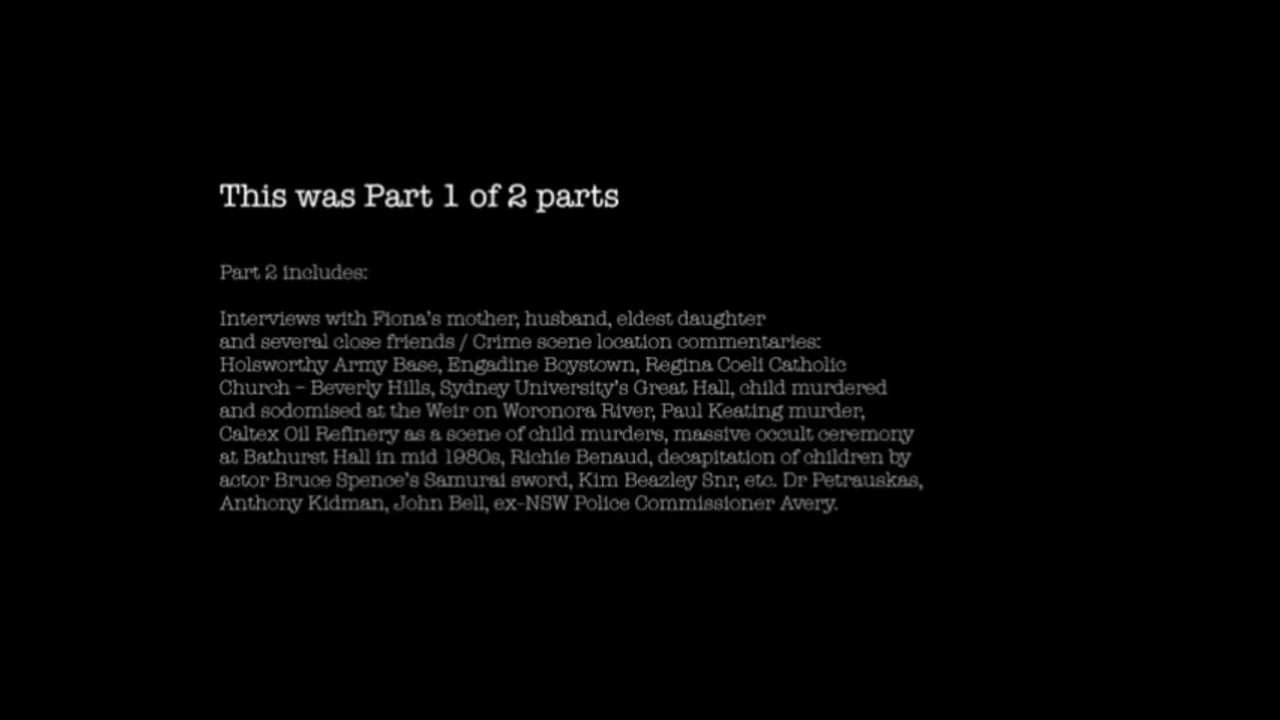 This was Part 1 of 2 parts
Part 2 includes:
Interviews with Fiona's mother, husband, eldest daughter
and several close friends / Crime scene location commentaries:
Holsworthy Army Base, Engadine Boystown, Regina Coeli Catholic
Church - Beverly Hills, Sydney University's Great Hall, child murdered
and sodomised at the Weir on Woronora River, Paul Keating murder,
Caltex Oil Refinery as a scene of child murders, massive occult ceremony
at Bathurst Hall in mid 1980s, Richie Benaud, decapitation of children by
actor Bruce Spence's Samurai sword, Kim Beazley Snr, etc. Dr Petrauskas,
Anthony Kidman, John Bell, ex-NSW Police Commissioner Avery.